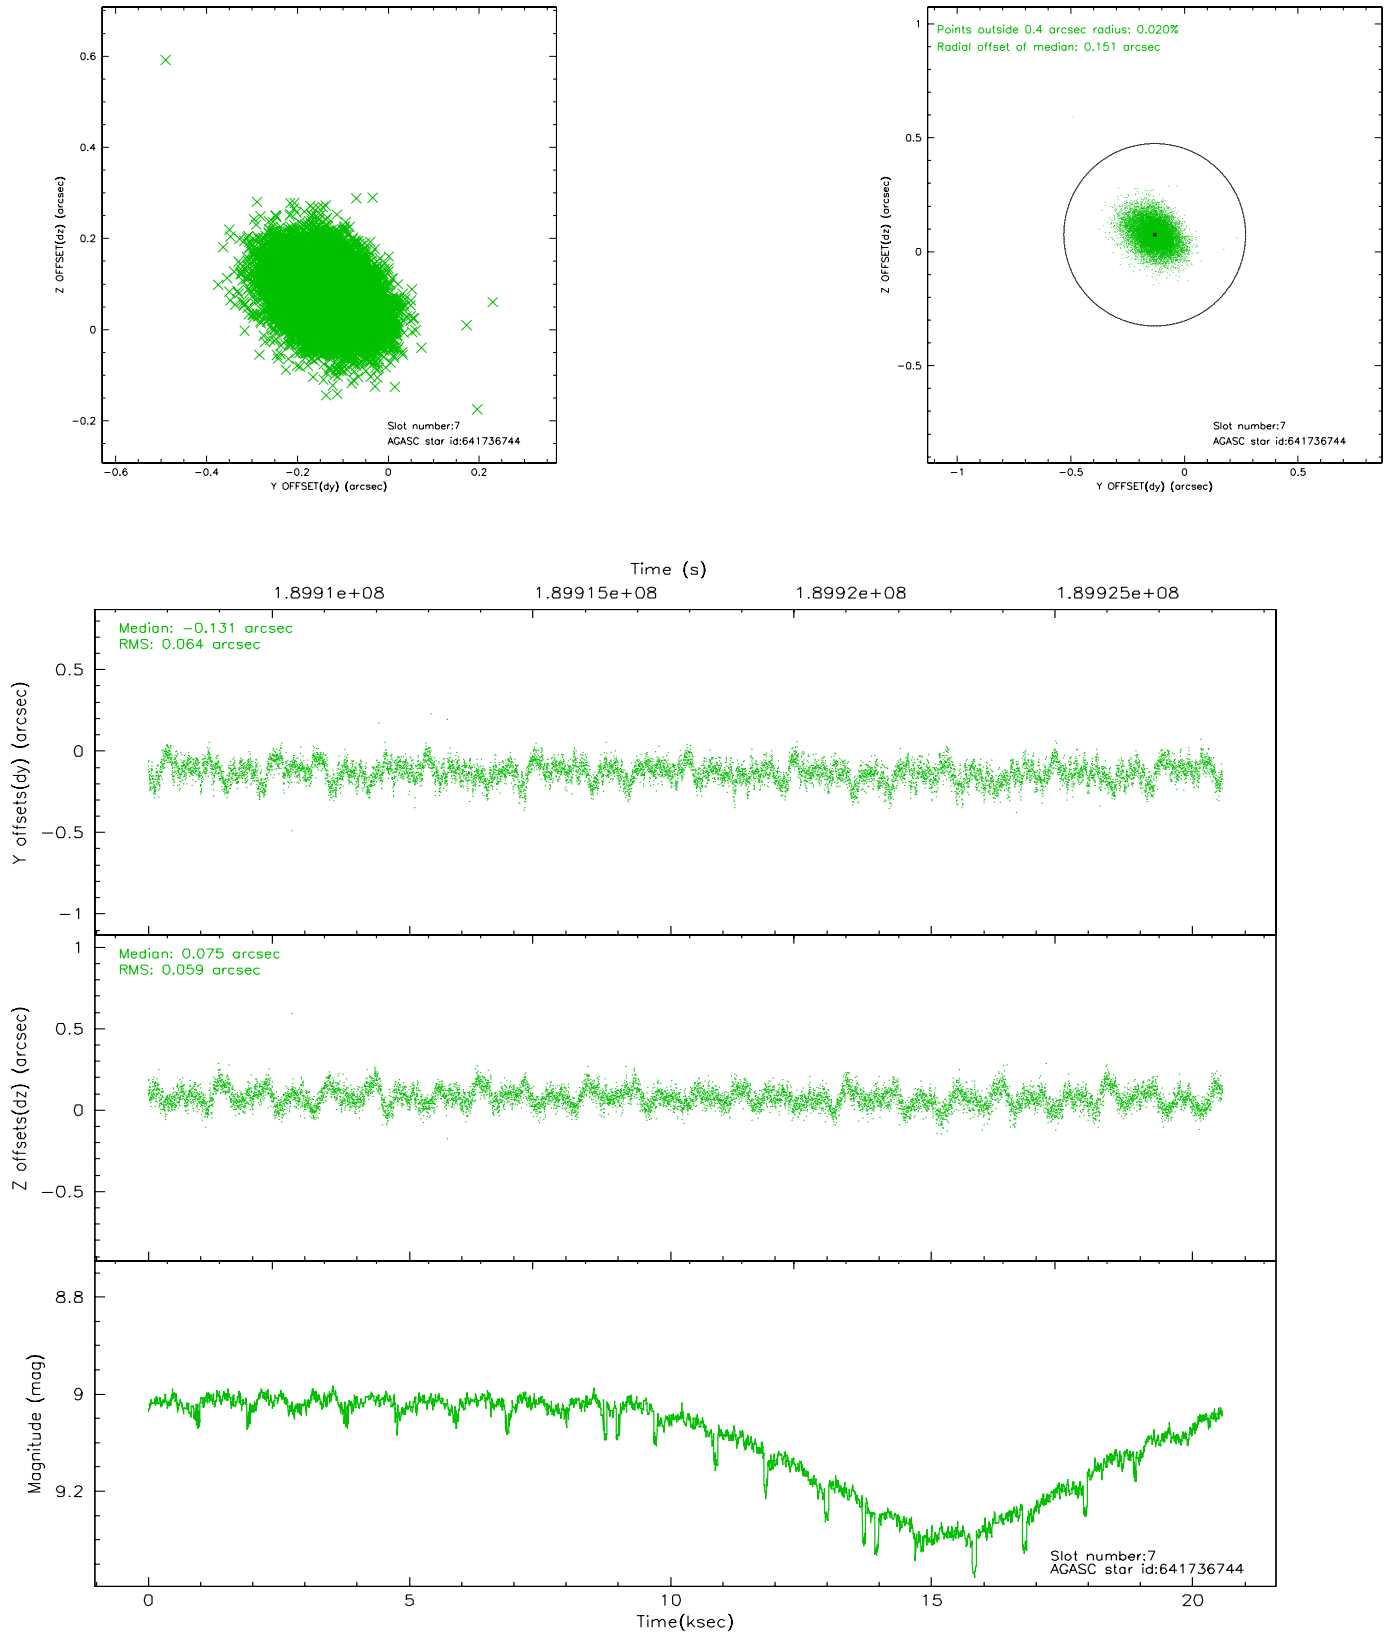 0.6
0.4
0.2
0
−0.2
−0.6
−0.4
−0.2
0
0.2
Z OFFSET(dz) (arcsec)
Y OFFSET(dy) (arcsec)
Slot number:7
AGASC star id:641736744
Points outside 0.4 arcsec radius: 0.020%
Radial offset of median: 0.151 arcsec
1
0.5
0
−0.5
−1
−0.5
0
0.5
Z OFFSET(dz) (arcsec)
Y OFFSET(dy) (arcsec)
Slot number:7
AGASC star id:641736744
Time (s)
1.8991e+08
1.89915e+08
1.8992e+08
1.89925e+08
Median: −0.131 arcsec
RMS: 0.064 arcsec
0.5
0
−0.5
−1
Y offsets(dy) (arcsec)
Median: 0.075 arcsec
RMS: 0.059 arcsec
1
0.5
0
−0.5
Z offsets(dz) (arcsec)
8.8
9
9.2
Magnitude (mag)
Slot number:7
AGASC star id:641736744
0
5
10
15
20
Time(ksec)